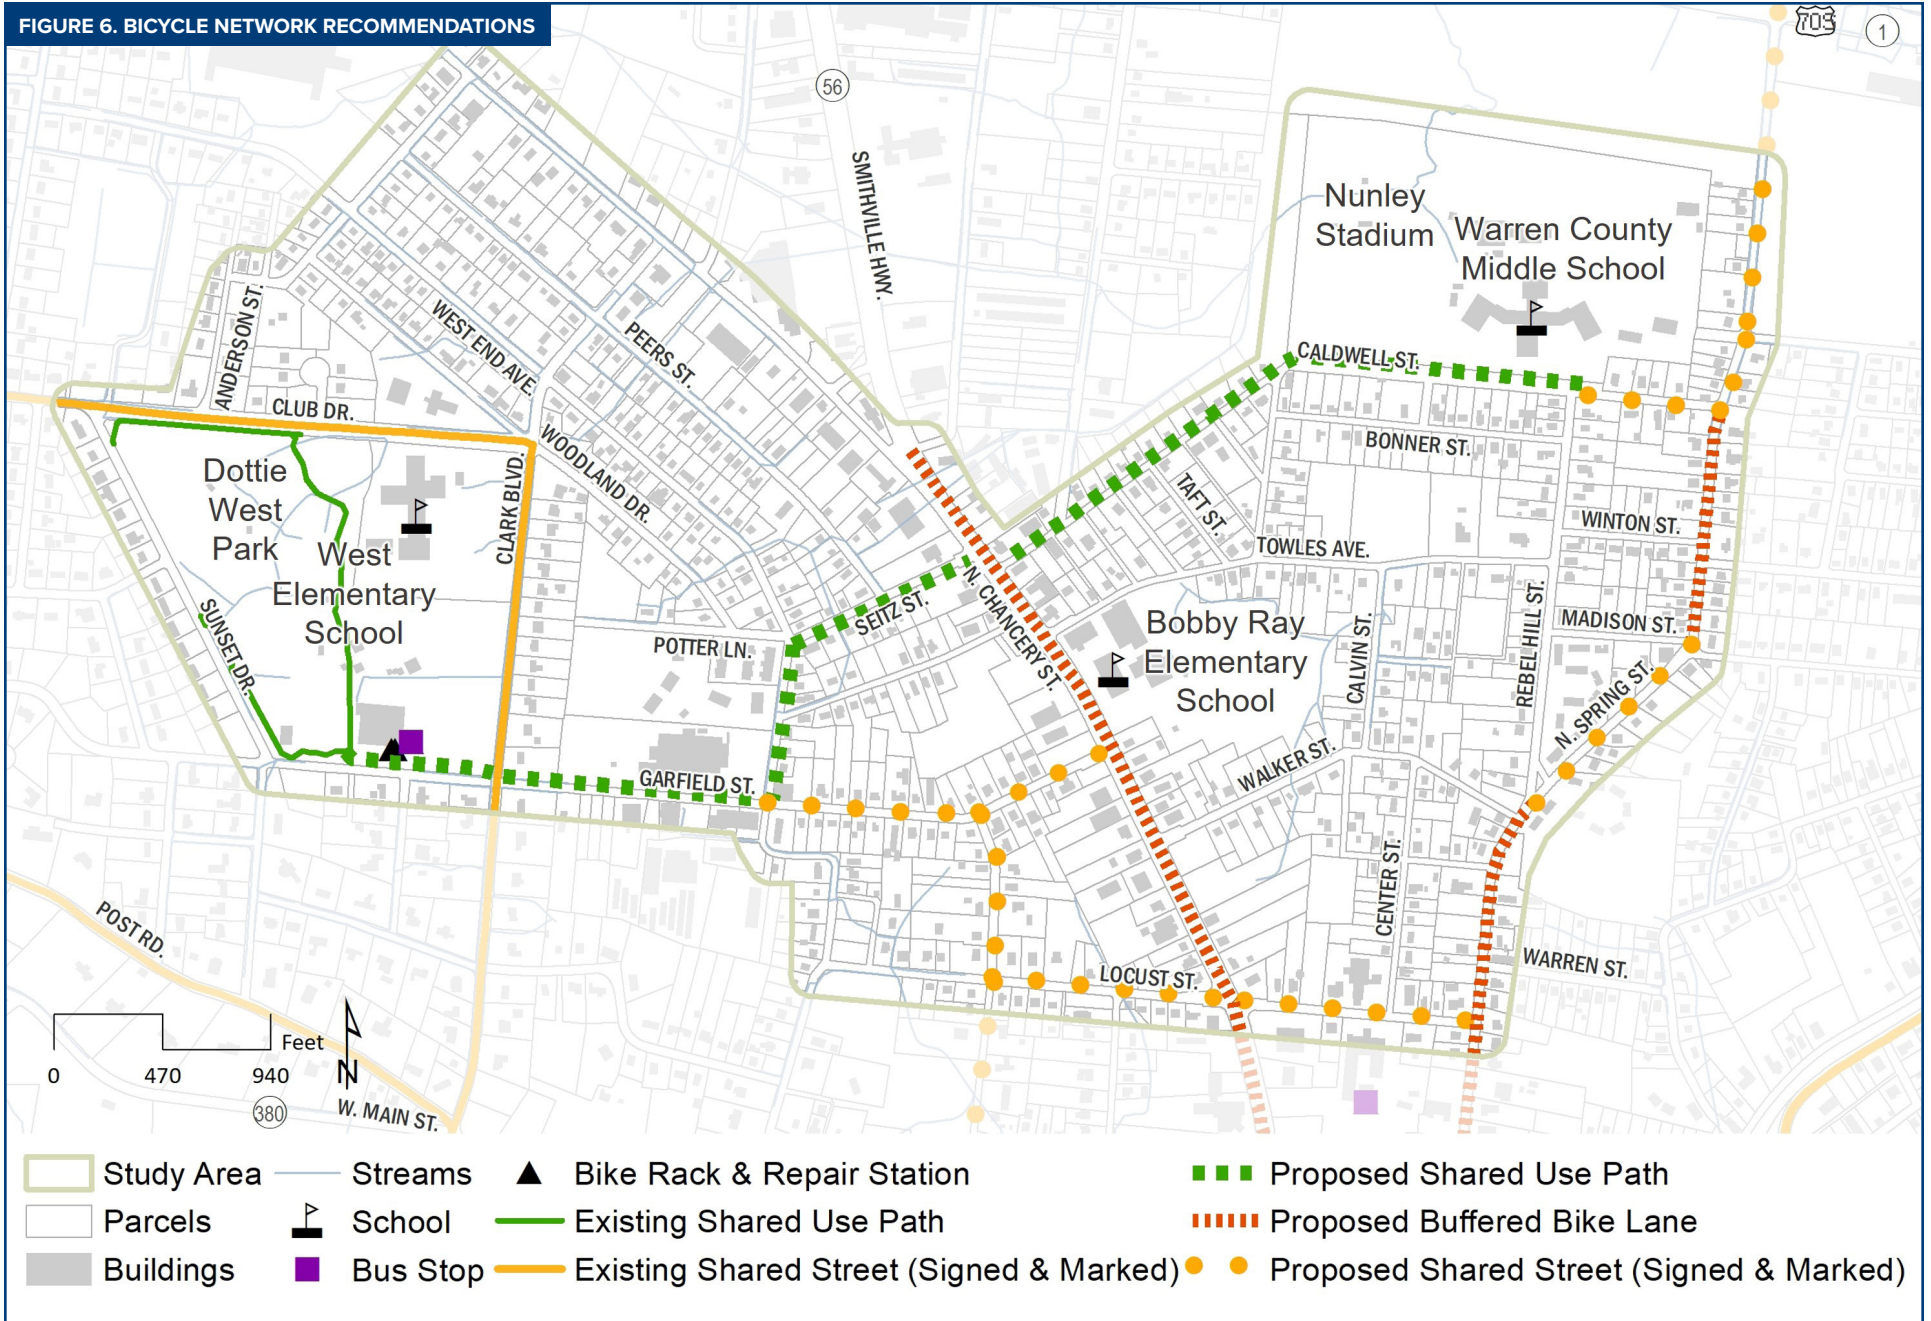 FIGURE 6. BICYCLE NETWORK RECOMMENDATIONS
705
1
56
SMITHVILLE HWY.
Nunley
Stadium
Warren County
Middle School
ANDERSON ST.
WEST END AVE.
PEERS ST.
CALDWELL ST.
CLUB DR.
BONNER ST.
WOODLAND DR.
Dottie
West
Park
CLARK BLVD.
TAFT ST.
WINTON ST.
TOWLES AVE.
West
Elementary
School
SUNSET DR.
SEITZ ST.
N. CHANCERY ST.
POTTER LN.
Bobby Ray
Elementary
School
CALVIN ST.
REBEL HILL ST.
MADISON ST.
N. SPRING ST.
GARFIELD ST.
WALKER ST.
CENTER ST.
POST RD.
LOCUST ST.
WARREN ST.
Feet
0 470 940
N
380
W. MAIN ST.
Study Area
Streams
Bike Rack & Repair Station
Proposed Shared Use Path
Parcels
School
Existing Shared Use Path
Proposed Buffered Bike Lane
Buildings
Bus Stop
Existing Shared Street (Signed & Marked)
Proposed Shared Street (Signed & Marked)